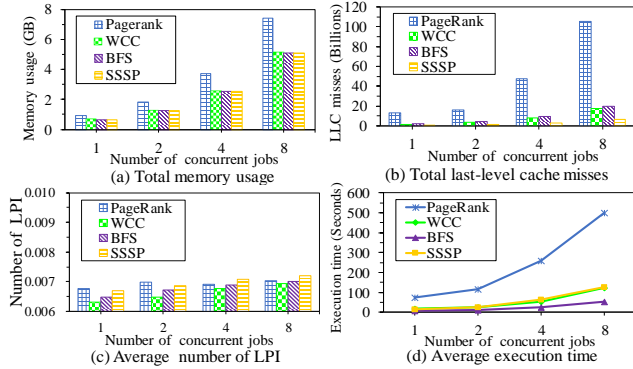 Memory usage (GB)
8
6
4
2
0
Pagerank
WCC
BFS
SSSP
1 2 4 8
Number of concurrent jobs
(a) Total memory usage
LLC misses (Billions)
120
100
80
60
40
20
0
PageRank
WCC
BFS
SSSP
1 2 4 8
Number of concurrent jobs
(b) Total last-level cache misses
Number of LPI
0.010
0.009
0.008
0.007
0.006
PageRank
WCC
BFS
SSSP
1 2 4 8
Number of concurrent jobs
(c) Average number of LPI
Execution time (Seconds)
600
500
400
300
200
100
0
PageRank
WCC
BFS
SSSP
1 2 4 8
Number of concurrent jobs
(d) Average execution time